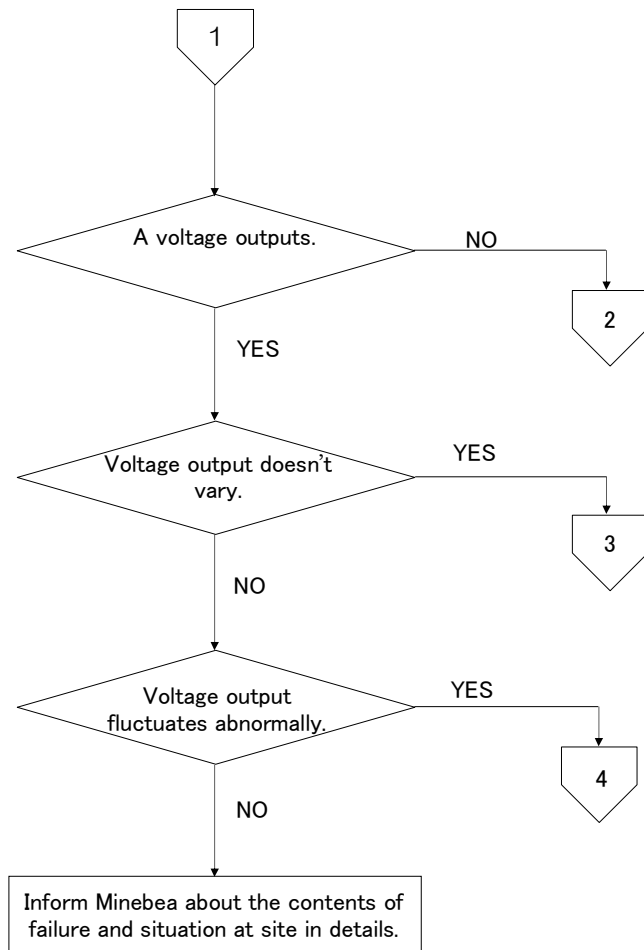 1
A voltage outputs.
NO
2
YES
Voltage output doesn't
vary.
YES
3
NO
Voltage output
fluctuates abnormally.
YES
4
NO
Inform Minebea about the contents of
failure and situation at site in details.